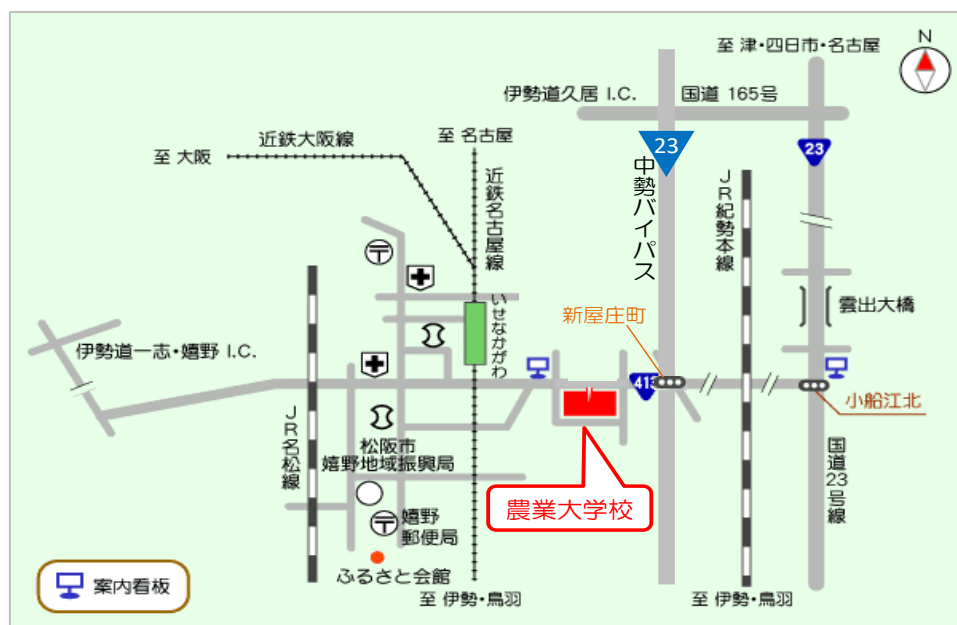 N
至 津・四日市・名古屋
伊勢道久居 I.C.
国道 165号
至 名古屋
近鉄大阪線
至 大阪
23
23
中勢バイパス
近鉄名古屋線
JR紀勢本線
いせなかがわ
新屋庄町
雲出大橋
伊勢道一志・嬉野 I.C.
413
小船江北
JR名松線
松阪市
嬉野地域振興局
国道23号線
農業大学校
嬉野
郵便局
ふるさと会館
案内看板
至 伊勢・鳥羽
至 伊勢・鳥羽